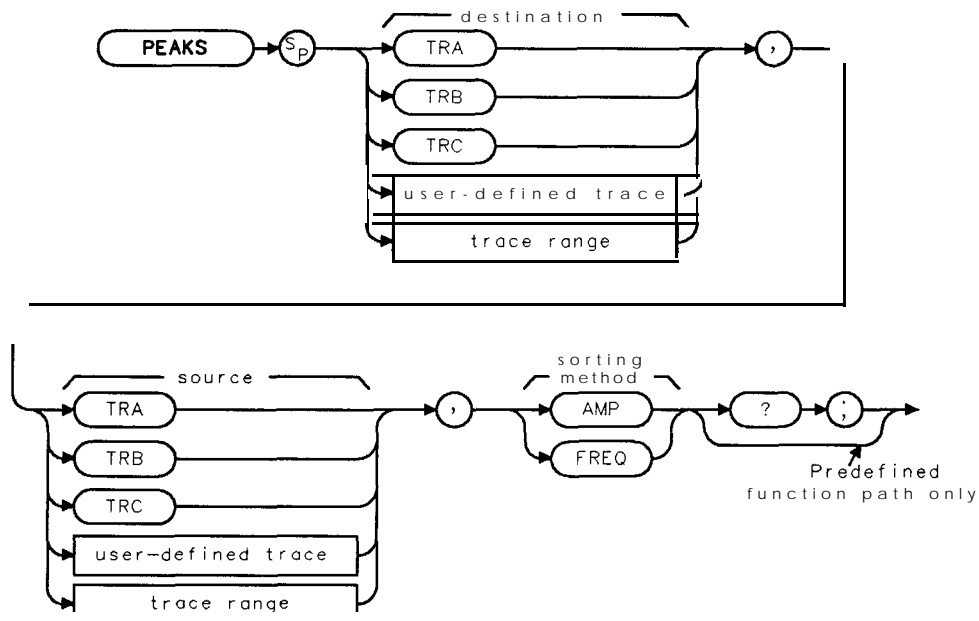 destination
PEAKS SP TRA ,
TRB
TRC
user-defined trace
trace range
source
sorting method
TRA , AMP ? ;
TRB FREQ
TRC
Predefined function path only
user-defined trace
trace range